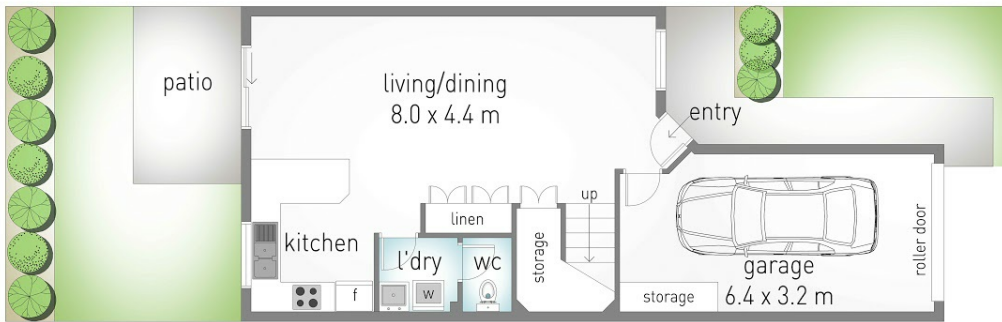 patio
living/dining
8.0 x 4.4 m
entry
up
linen
kitchen
l'dry
wc
storage
f
w
garage
6.4 x 3.2 m
storage
roller door